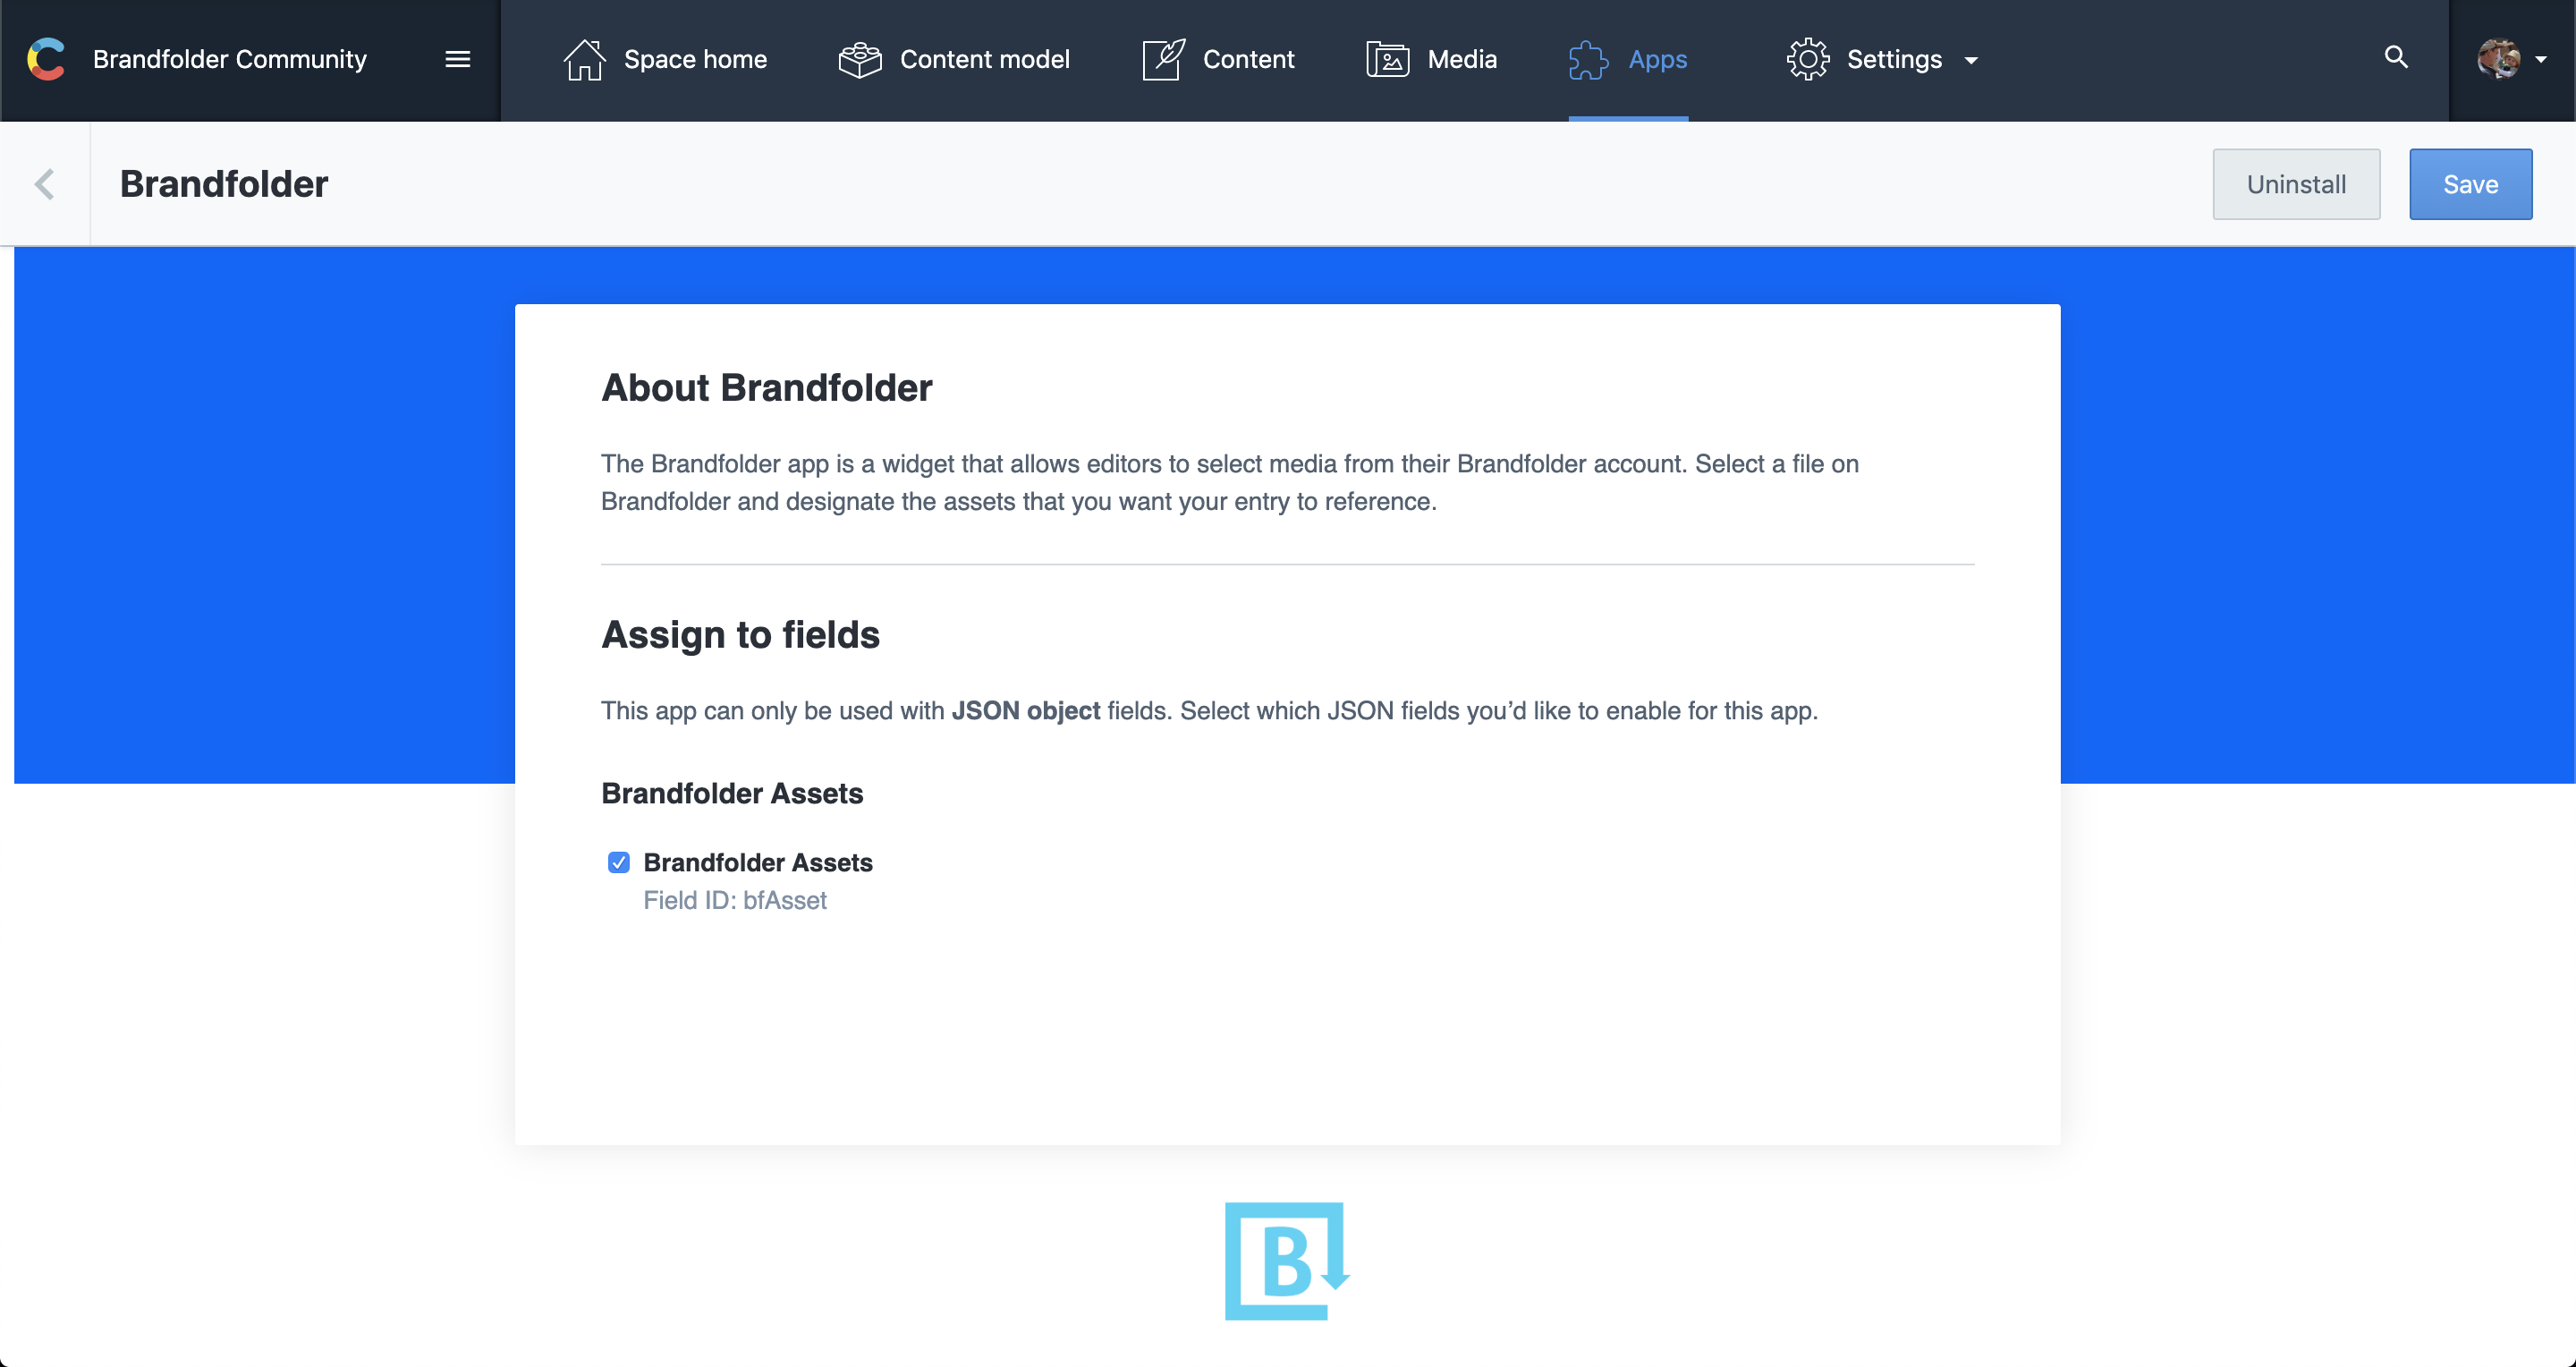 Brandfolder Community
Space home
Content model
Content
Media
Apps
Settings
Brandfolder
Uninstall
Save
About Brandfolder
The Brandfolder app is a widget that allows editors to select media from their Brandfolder account. Select a file on
Brandfolder and designate the assets that you want your entry to reference.
Assign to fields
This app can only be used with JSON object fields. Select which JSON fields you’d like to enable for this app.
Brandfolder Assets
Brandfolder Assets
Field ID: bfAsset
B